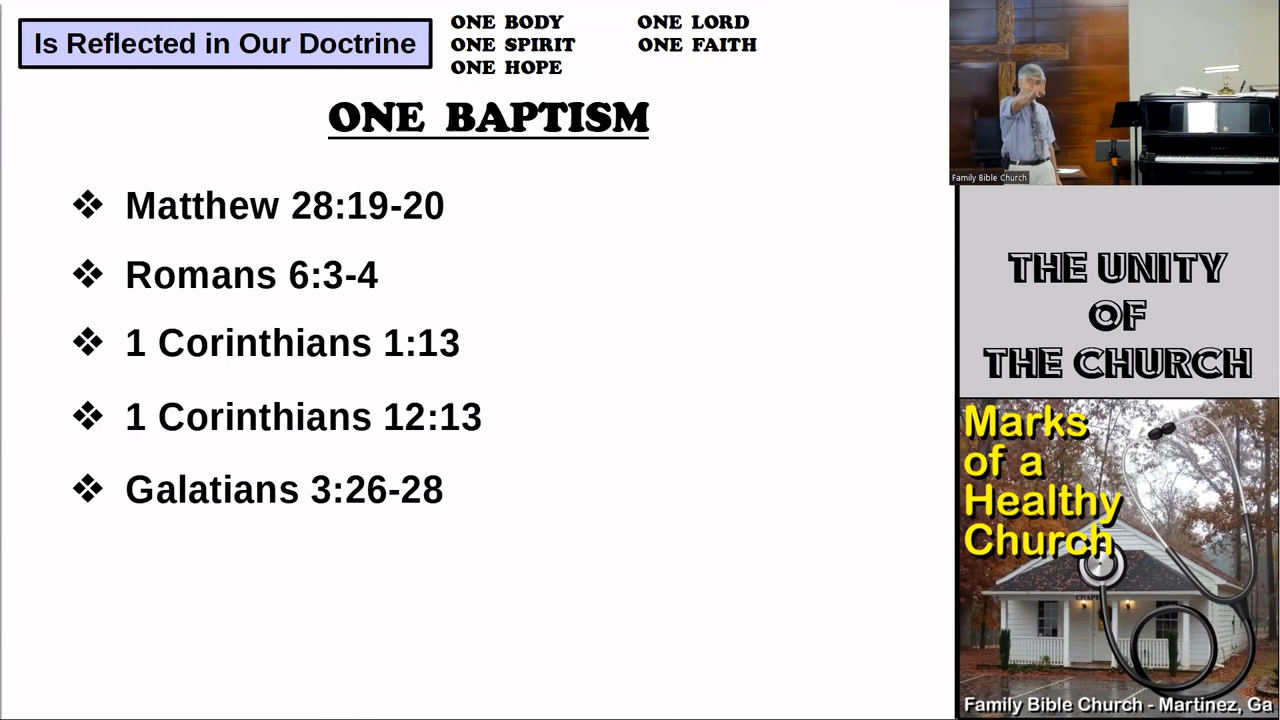 Is Reflected in Our Doctrine
ONE BODY
ONE SPIRIT
ONE HOPE
ONE LORD
ONE FAITH
ONE BAPTISM
❖ Matthew 28:19-20
❖ Romans 6:3-4
❖ 1 Corinthians 1:13
❖ 1 Corinthians 12:13
❖ Galatians 3:26-28
Family Bible Church
THE UNITY
OF
THE CHURCH
Marks
of a
Healthy
Church
Family Bible Church - Martinez, Ga